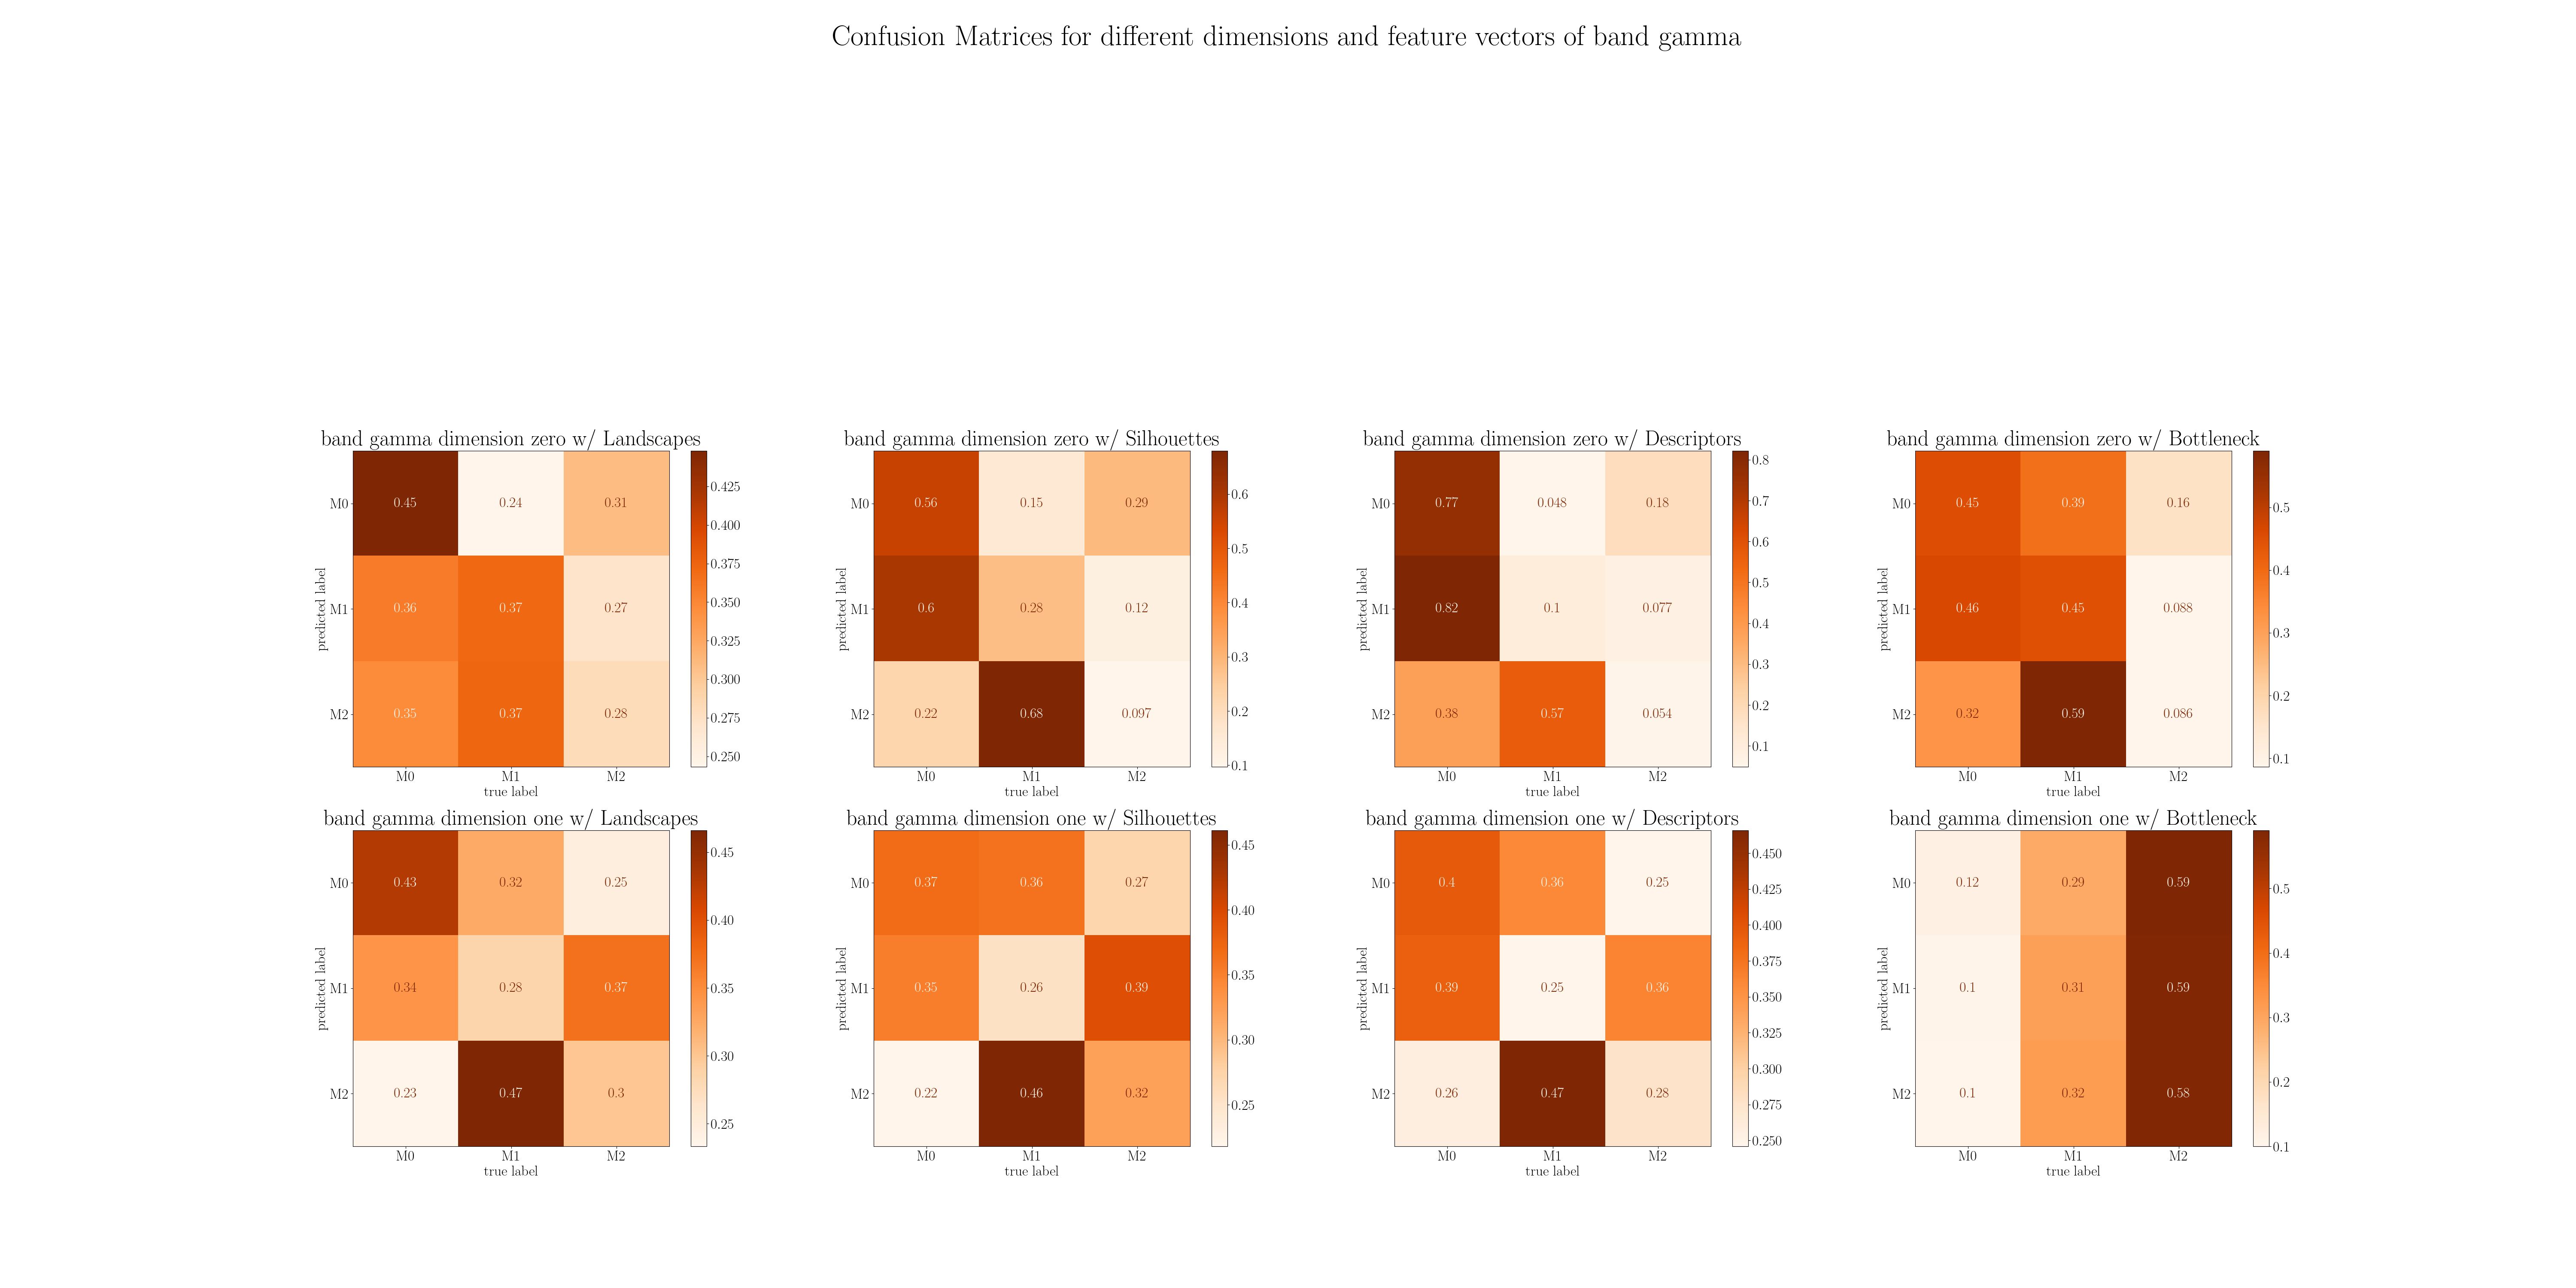 Confusion Matrices for different dimensions and feature vectors of band gamma
band gamma dimension zero w/ Landscapes
predicted label
M0 0.45 0.24 0.31
M1 0.36 0.37 0.27
M2 0.35 0.37 0.28
M0 M1 M2
true label
0.425
0.400
0.375
0.350
0.325
0.300
0.275
0.250
band gamma dimension zero w/ Silhouettes
predicted label
M0 0.56 0.15 0.29
M1 0.6 0.28 0.12
M2 0.22 0.68 0.097
M0 M1 M2
true label
0.6
0.5
0.4
0.3
0.2
0.1
band gamma dimension zero w/ Descriptors
predicted label
M0 0.77 0.048 0.18
M1 0.82 0.1 0.077
M2 0.38 0.57 0.054
M0 M1 M2
true label
0.8
0.7
0.6
0.5
0.4
0.3
0.2
0.1
band gamma dimension zero w/ Bottleneck
predicted label
M0 0.45 0.39 0.16
M1 0.46 0.45 0.088
M2 0.32 0.59 0.086
M0 M1 M2
true label
0.5
0.4
0.3
0.2
0.1
band gamma dimension one w/ Landscapes
predicted label
M0 0.43 0.32 0.25
M1 0.34 0.28 0.37
M2 0.23 0.47 0.3
M0 M1 M2
true label
0.45
0.40
0.35
0.30
0.25
band gamma dimension one w/ Silhouettes
predicted label
M0 0.37 0.36 0.27
M1 0.35 0.26 0.39
M2 0.22 0.46 0.32
M0 M1 M2
true label
0.45
0.40
0.35
0.30
0.25
band gamma dimension one w/ Descriptors
predicted label
M0 0.4 0.36 0.25
M1 0.39 0.25 0.36
M2 0.26 0.47 0.28
M0 M1 M2
true label
0.450
0.425
0.400
0.375
0.350
0.325
0.300
0.275
0.250
band gamma dimension one w/ Bottleneck
predicted label
M0 0.12 0.29 0.59
M1 0.1 0.31 0.59
M2 0.1 0.32 0.58
M0 M1 M2
true label
0.5
0.4
0.3
0.2
0.1